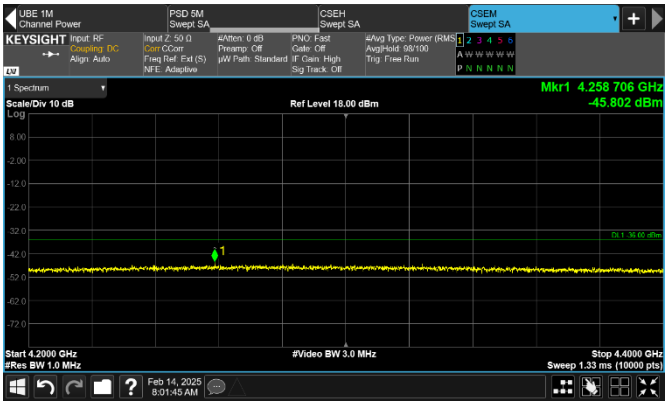 UBE 1M
Channel Power
PSD 5M
Swept SA
CSEH
Swept SA
CSEM
Swept SA
+
KEYSIGHT
Input: RF
Coupling: DC
Align: Auto
Input Z: 50 Ω
Corr CCorr
Freq Ref: Ext (S)
NFE: Adaptive
#Atten: 0 dB
Preamp: Off
µW Path: Standard
PNO: Fast
Gate: Off
IF Gain: High
Sig Track: Off
#Avg Type: Power (RMS
Avg|Hold: 98/100
Trig: Free Run
1 2 3 4 5 6
A W W W W W
P N N N N N
LXI
1 Spectrum
Mkr1 4.258 706 GHz
Scale/Div 10 dB
Ref Level 18.00 dBm
-45.802 dBm
Log
8.00
-2.00
-12.0
-22.0
-32.0
DL1 -36.00 dBm
1
-42.0
-52.0
-62.0
-72.0
Start 4.2000 GHz
#Video BW 3.0 MHz
Stop 4.4000 GHz
#Res BW 1.0 MHz
Sweep 1.33 ms (10000 pts)
?
Feb 14, 2025
8:01:45 AM